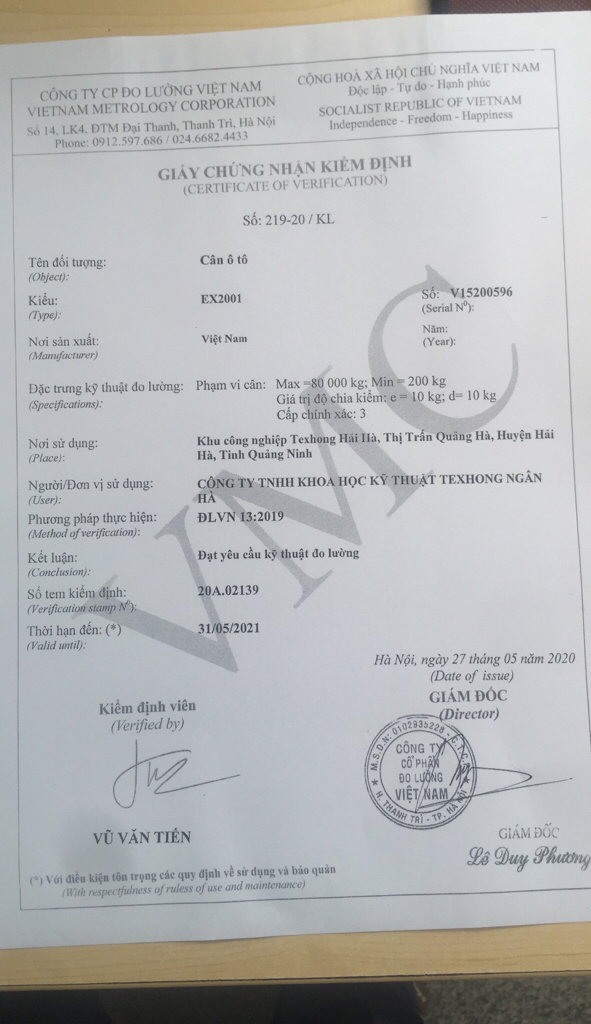 CÔNG TY CP ĐO LƯỜNG VIỆT NAM
VIETNAM METROLOGY CORPORATION
Số 14, LK4, ĐTM Đại Thanh, Thanh Trì, Hà Nội
Phone: 0912.597.686 / 024.6682.4433
CỘNG HOÀ XÃ HỘI CHỦ NGHĨA VIỆT NAM
Độc lập - Tự do - Hạnh phúc
SOCIALIST REPUBLIC OF VIETNAM
Independence - Freedom - Happiness
GIẤY CHỨNG NHẬN KIỂM ĐỊNH
(CERTIFICATE OF VERIFICATION)
Số: 219-20 / KL
Tên đối tượng: Cân ô tô
(Object):
Kiểu: EX2001 Số: V15200596
(Type): (Serial Nº):
Nơi sản xuất: Việt Nam Năm:
(Manufacturer) (Year):
Đặc trưng kỹ thuật đo lường: Phạm vi cân: Max =80 000 kg; Min = 200 kg
(Specifications): Giá trị độ chia kiểm: e = 10 kg; d= 10 kg
Cấp chính xác: 3
Nơi sử dụng: Khu công nghiệp Texhong Hải Hà, Thị Trấn Quảng Hà, Huyện Hải
(Place): Hà, Tỉnh Quảng Ninh
Người/Đơn vị sử dụng: CÔNG TY TNHH KHOA HỌC KỸ THUẬT TEXHONG NGÂN
(User): HÀ
Phương pháp thực hiện: ĐLVN 13:2019
(Method of verification):
Kết luận: Đạt yêu cầu kỹ thuật đo lường
(Conclusion):
Số tem kiểm định: 20A.02139
(Verification stamp Nº):
Thời hạn đến: (*) 31/05/2021
(Valid until):
VMC
Hà Nội, ngày 27 tháng 05 năm 2020
(Date of issue)
Kiểm định viên
(Verified by)
GIÁM ĐỐC
(Director)
M.S.D.N: 0102935228 - C.T.C.P
CÔNG TY
CỔ PHẦN
ĐO LƯỜNG
VIỆT NAM
H. THANH TRÌ - TP. HÀ NỘI
VŨ VĂN TIẾN
GIÁM ĐỐC
Lê Duy Phương
(*) Với điều kiện tôn trọng các quy định về sử dụng và bảo quản
(With respectfulness of ruless of use and maintenance)